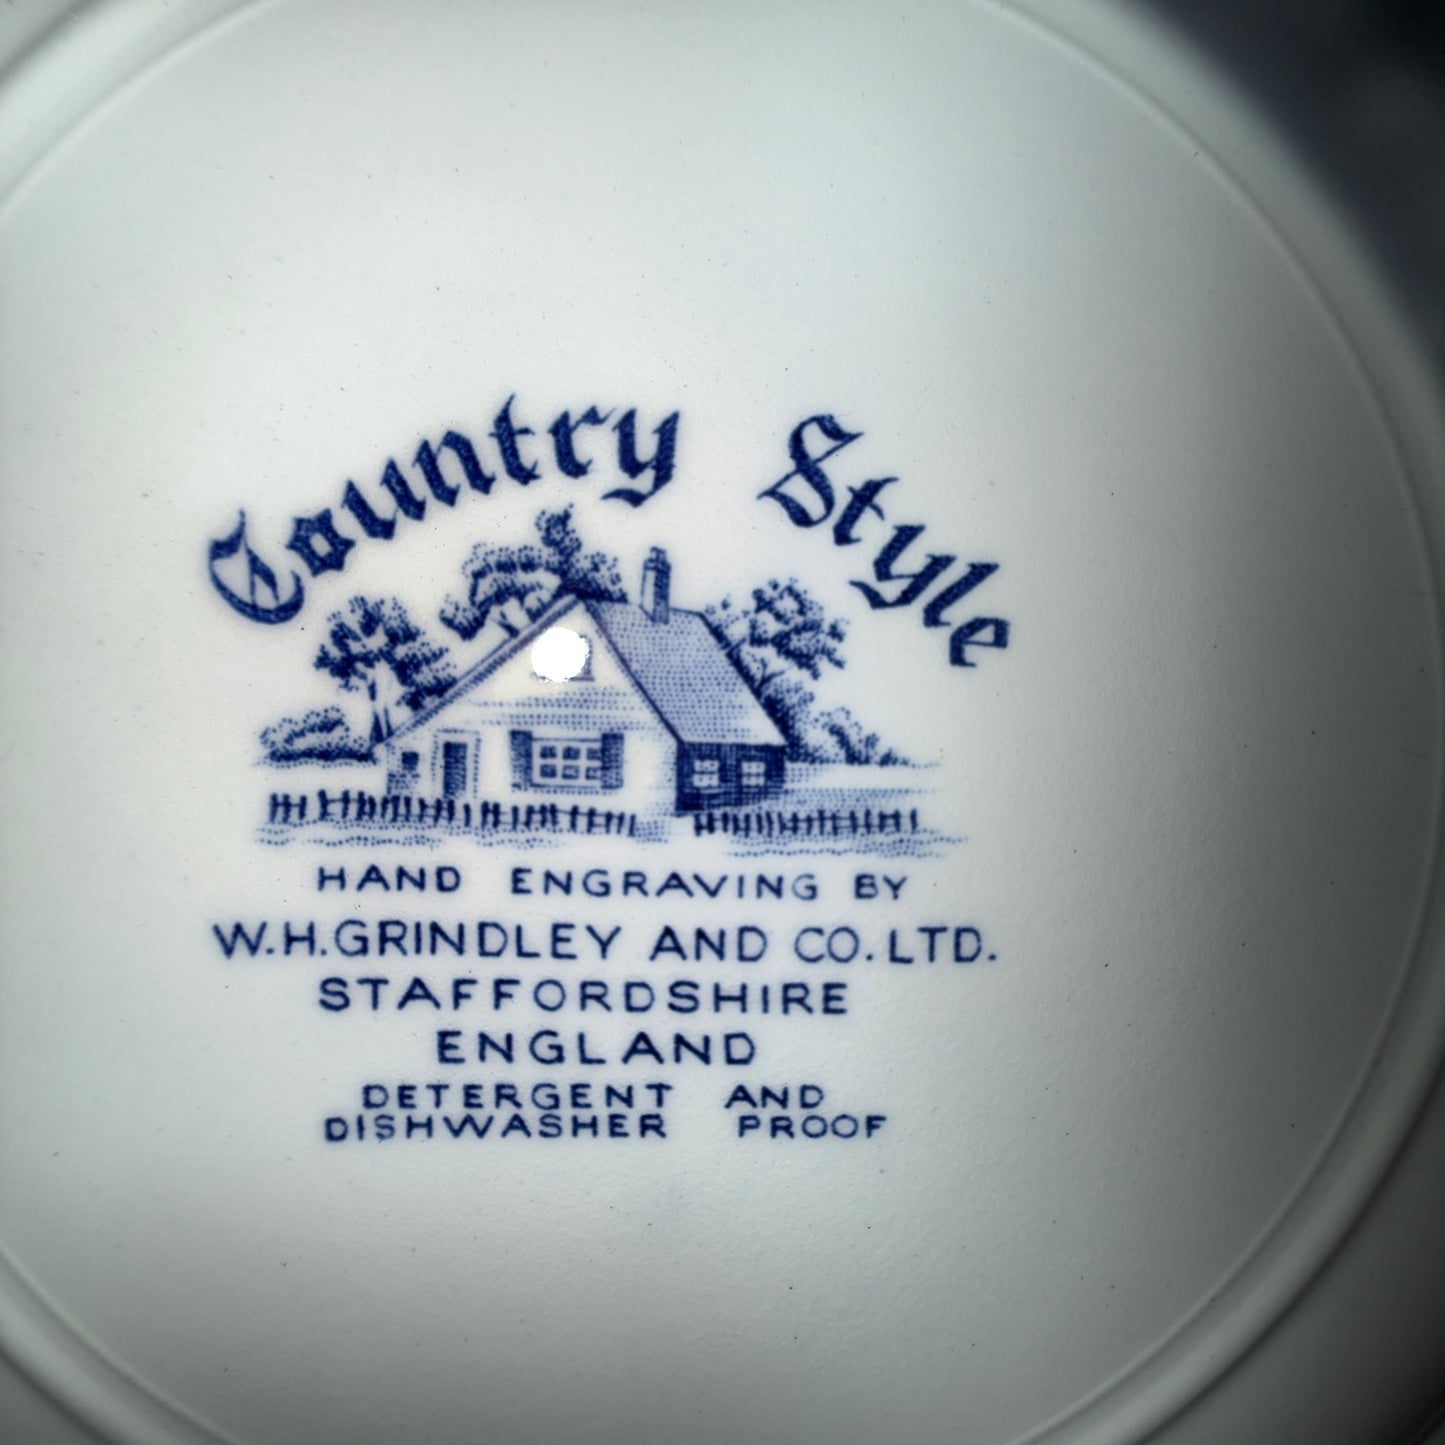 Country Style
HAND ENGRAVING BY
W.H.GRINDLEY AND CO. LTD.
STAFFORDSHIRE
ENGLAND
DETERGENT AND
DISHWASHER PROOF